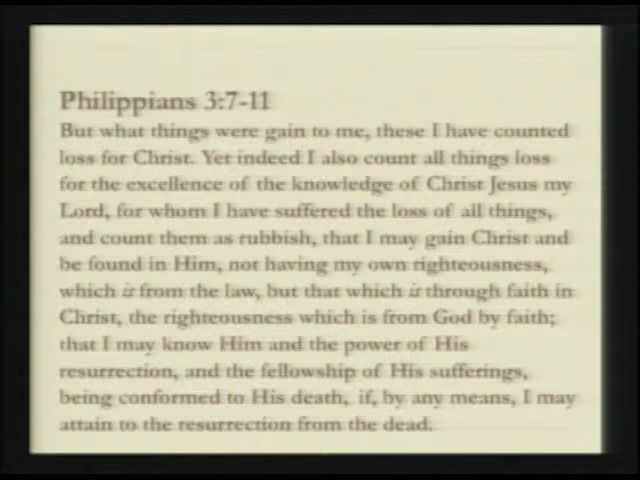 Philippians 3:7-11
But what things were gain to me, these I have counted
loss for Christ. Yet indeed I also count all things loss
for the excellence of the knowledge of Christ Jesus my
Lord, for whom I have suffered the loss of all things,
and count them as rubbish, that I may gain Christ and
be found in Him, not having my own righteousness,
which is from the law, but that which is through faith in
Christ, the righteousness which is from God by faith;
that I may know Him and the power of His
resurrection, and the fellowship of His sufferings,
being conformed to His death, if, by any means, I may
attain to the resurrection from the dead.